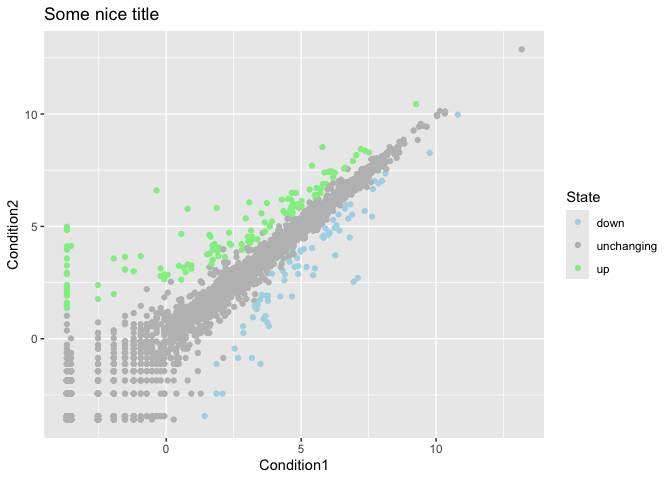 Some nice title
10
5
0
Condition2
0
5
10
Condition1
State
down
unchanging
up